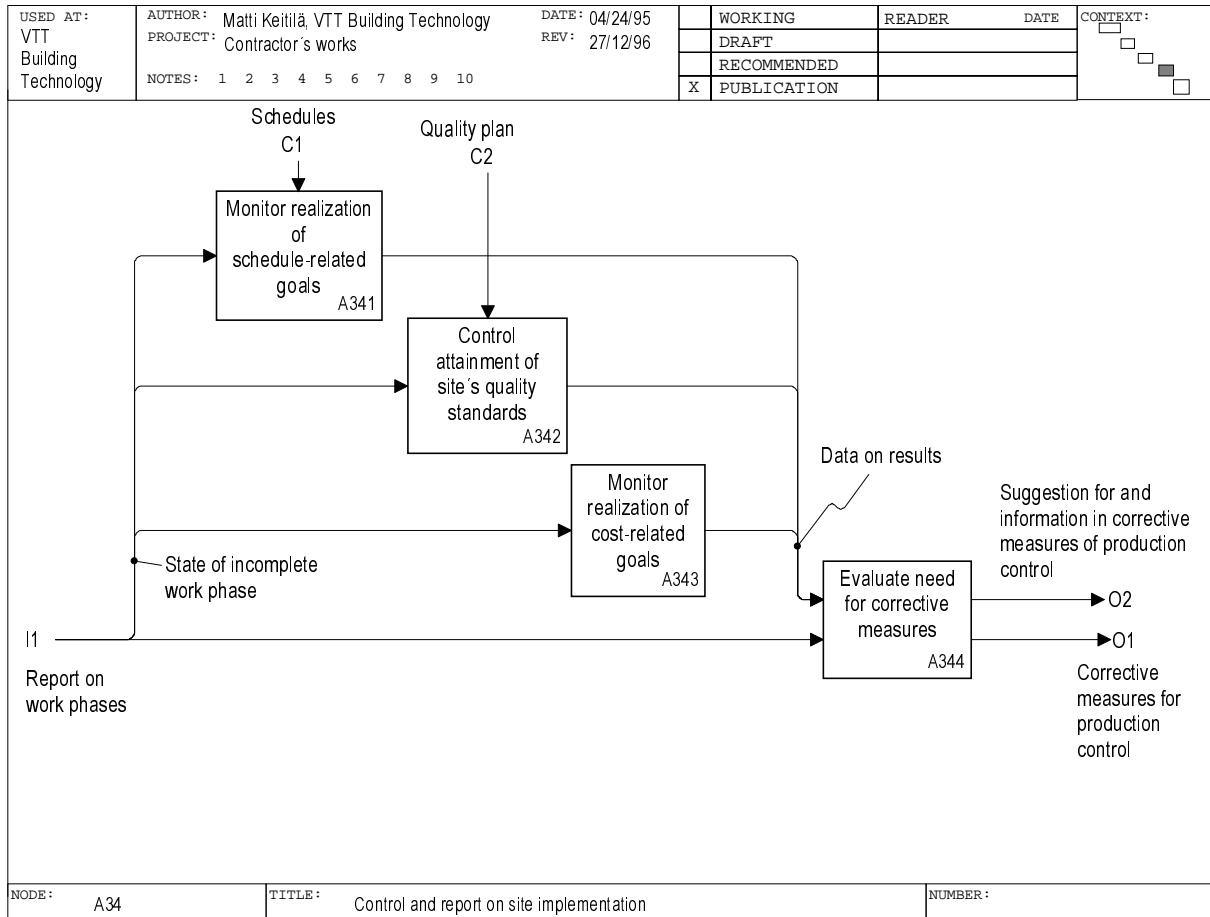 USED AT:
VTT
Building
Technology
AUTHOR: Matti Keitilä, VTT Building Technology
PROJECT: Contractor´s works
NOTES: 1 2 3 4 5 6 7 8 9 10
DATE: 04/24/95
REV: 27/12/96
WORKING
DRAFT
RECOMMENDED
X PUBLICATION
READER DATE
CONTEXT:
Schedules
C1
Quality plan
C2
Monitor realization
of
schedule-related
goals
A341
Control
attainment of
site´s quality
standards
A342
Monitor
realization of
cost-related
goals
A343
Data on results
Suggestion for and
information in corrective
measures of production
control
State of incomplete
work phase
Evaluate need
for corrective
measures
A344
O2
I1
O1
Report on
work phases
Corrective
measures for
production
control
NODE: A34
TITLE: Control and report on site implementation
NUMBER: